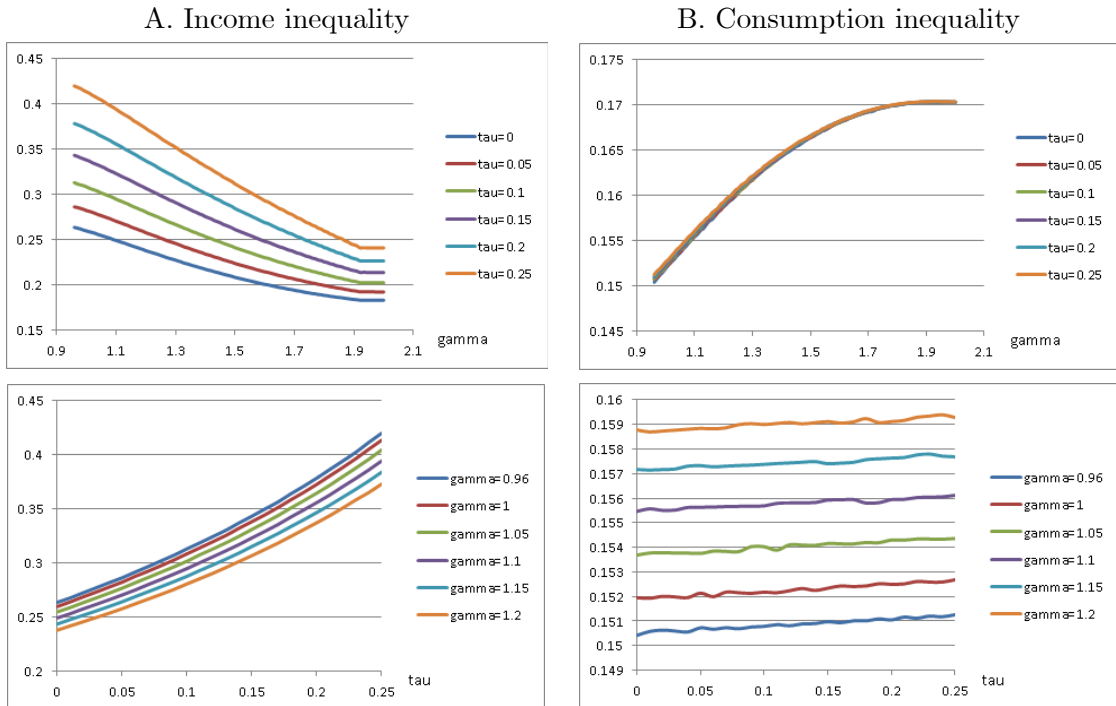 A. Income inequality
B. Consumption inequality
0.45
0.4
0.35
0.3
0.25
0.2
0.15
0.9 1.1 1.3 1.5 1.7 1.9 2.1
gamma
tau=0
tau=0.05
tau=0.1
tau=0.15
tau=0.2
tau=0.25
0.175
0.17
0.165
0.16
0.155
0.15
0.145
0.9 1.1 1.3 1.5 1.7 1.9 2.1
gamma
tau=0
tau=0.05
tau=0.1
tau=0.15
tau=0.2
tau=0.25
0.45
0.4
0.35
0.3
0.25
0.2
0 0.05 0.1 0.15 0.2 0.25
tau
gamma=0.96
gamma=1
gamma=1.05
gamma=1.1
gamma=1.15
gamma=1.2
0.16
0.159
0.158
0.157
0.156
0.155
0.154
0.153
0.152
0.151
0.15
0.149
0 0.05 0.1 0.15 0.2 0.25
tau
gamma=0.96
gamma=1
gamma=1.05
gamma=1.1
gamma=1.15
gamma=1.2